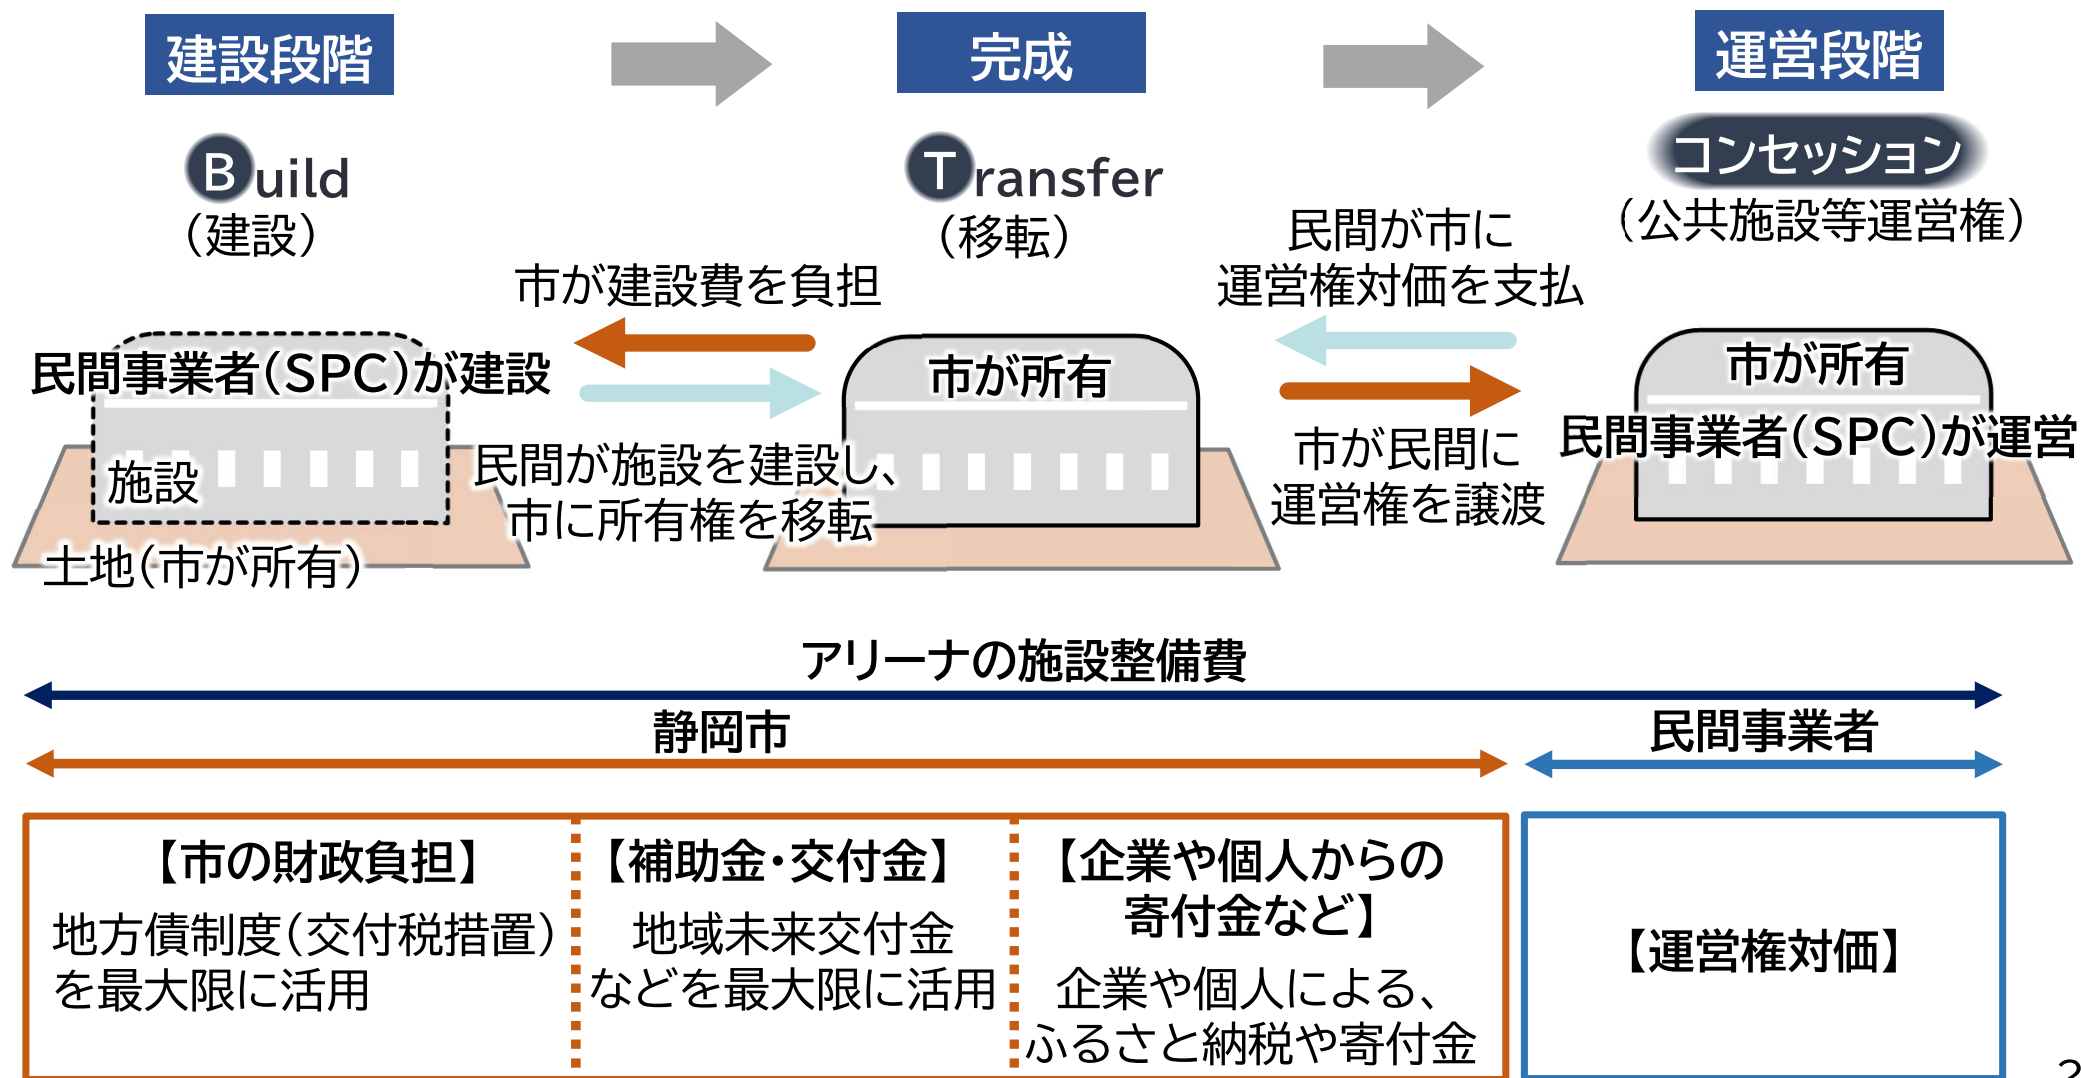 建設段階
完成
運営段階
Build
（建設）
Transfer
（移転）
コンセッション
（公共施設等運営権）
市が建設費を負担
民間が市に
運営権対価を支払
民間事業者（SPC）が建設
施設
土地（市が所有）
民間が施設を建設し、
市に所有権を移転
市が所有
市が民間に
運営権を譲渡
市が所有
民間事業者（SPC）が運営
アリーナの施設整備費
静岡市
民間事業者
【市の財政負担】
地方債制度（交付税措置）
を最大限に活用
【補助金・交付金】
地域未来交付金
などを最大限に活用
【企業や個人からの
寄付金など】
企業や個人による、
ふるさと納税や寄付金
【運営権対価】
2